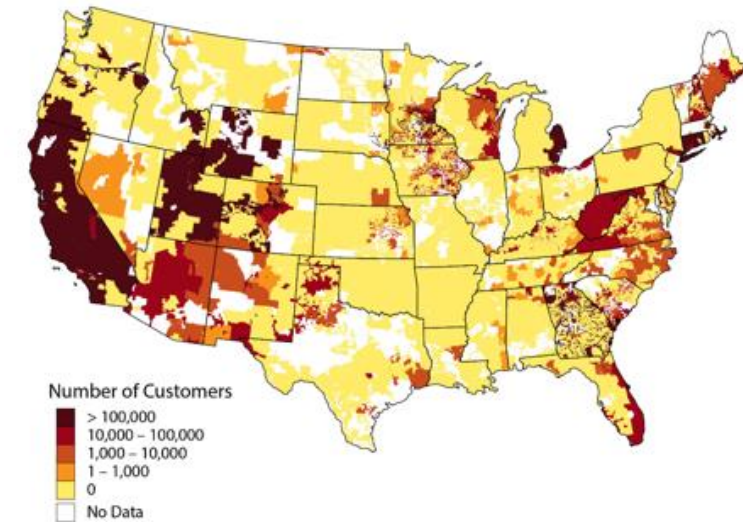 Number of Customers
> 100,000
10,000 – 100,000
1,000 – 10,000
1 – 1,000
0
No Data